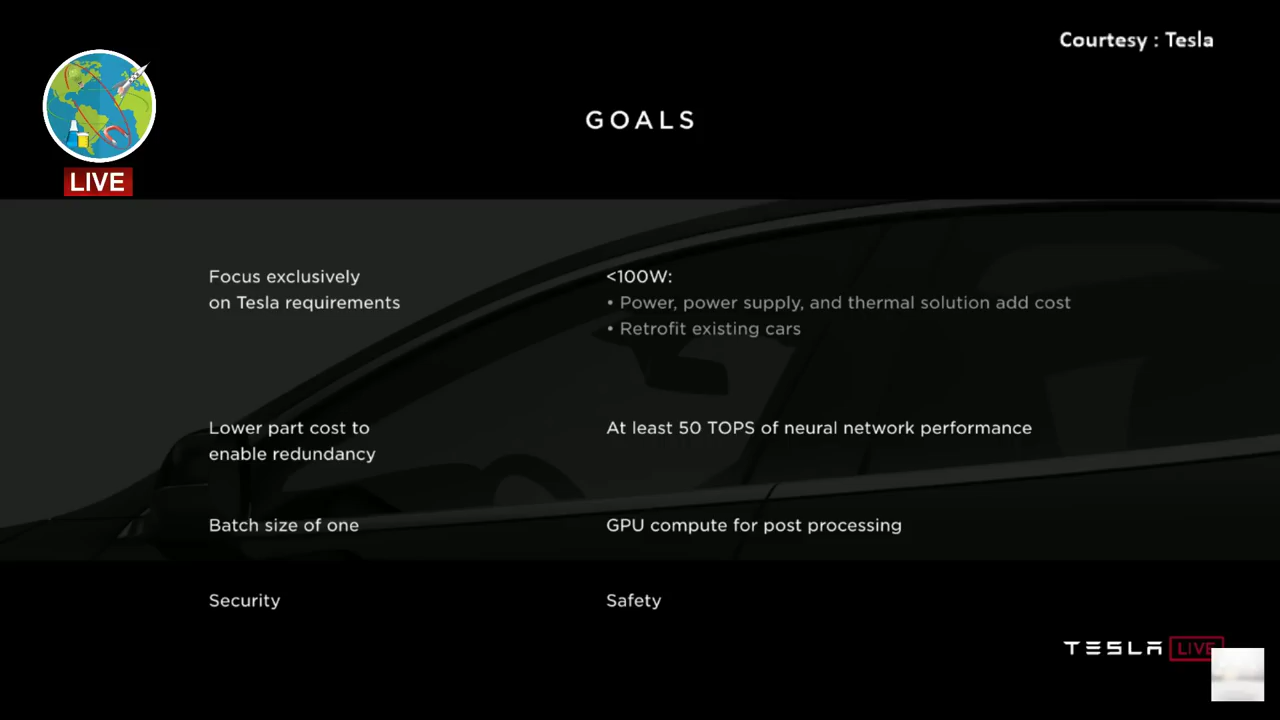 Courtesy : Tesla
LIVE
GOALS
Focus exclusively
on Tesla requirements
<100W:
• Power, power supply, and thermal solution add cost
• Retrofit existing cars
Lower part cost to
enable redundancy
At least 50 TOPS of neural network performance
Batch size of one
GPU compute for post processing
Security
Safety
TESLA LIVE